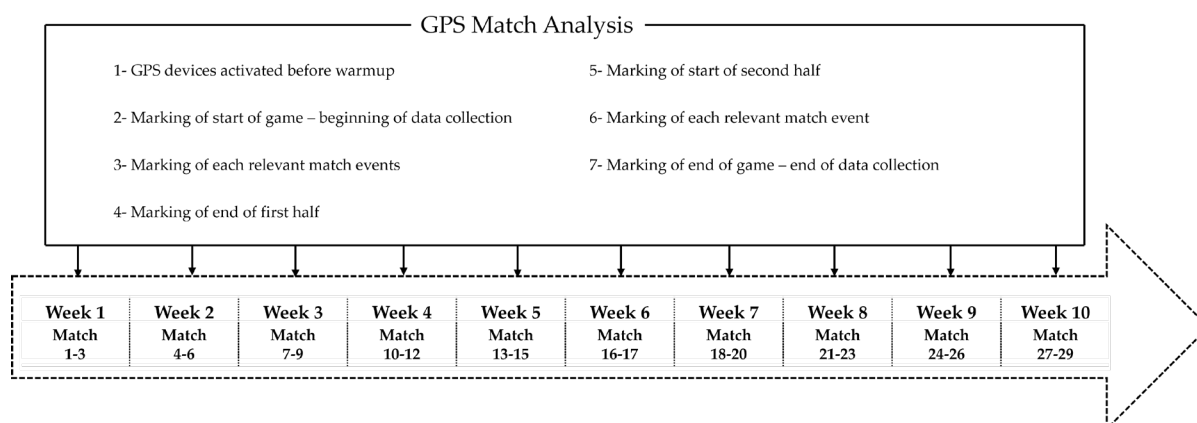 GPS Match Analysis
1- GPS devices activated before warmup
2- Marking of start of game – beginning of data collection
3- Marking of each relevant match events
4- Marking of end of first half
5- Marking of start of second half
6- Marking of each relevant match event
7- Marking of end of game – end of data collection
Week 1 Week 2 Week 3 Week 4 Week 5 Week 6 Week 7 Week 8 Week 9 Week 10
Match Match Match Match Match Match Match Match Match Match
1-3 4-6 7-9 10-12 13-15 16-17 18-20 21-23 24-26 27-29